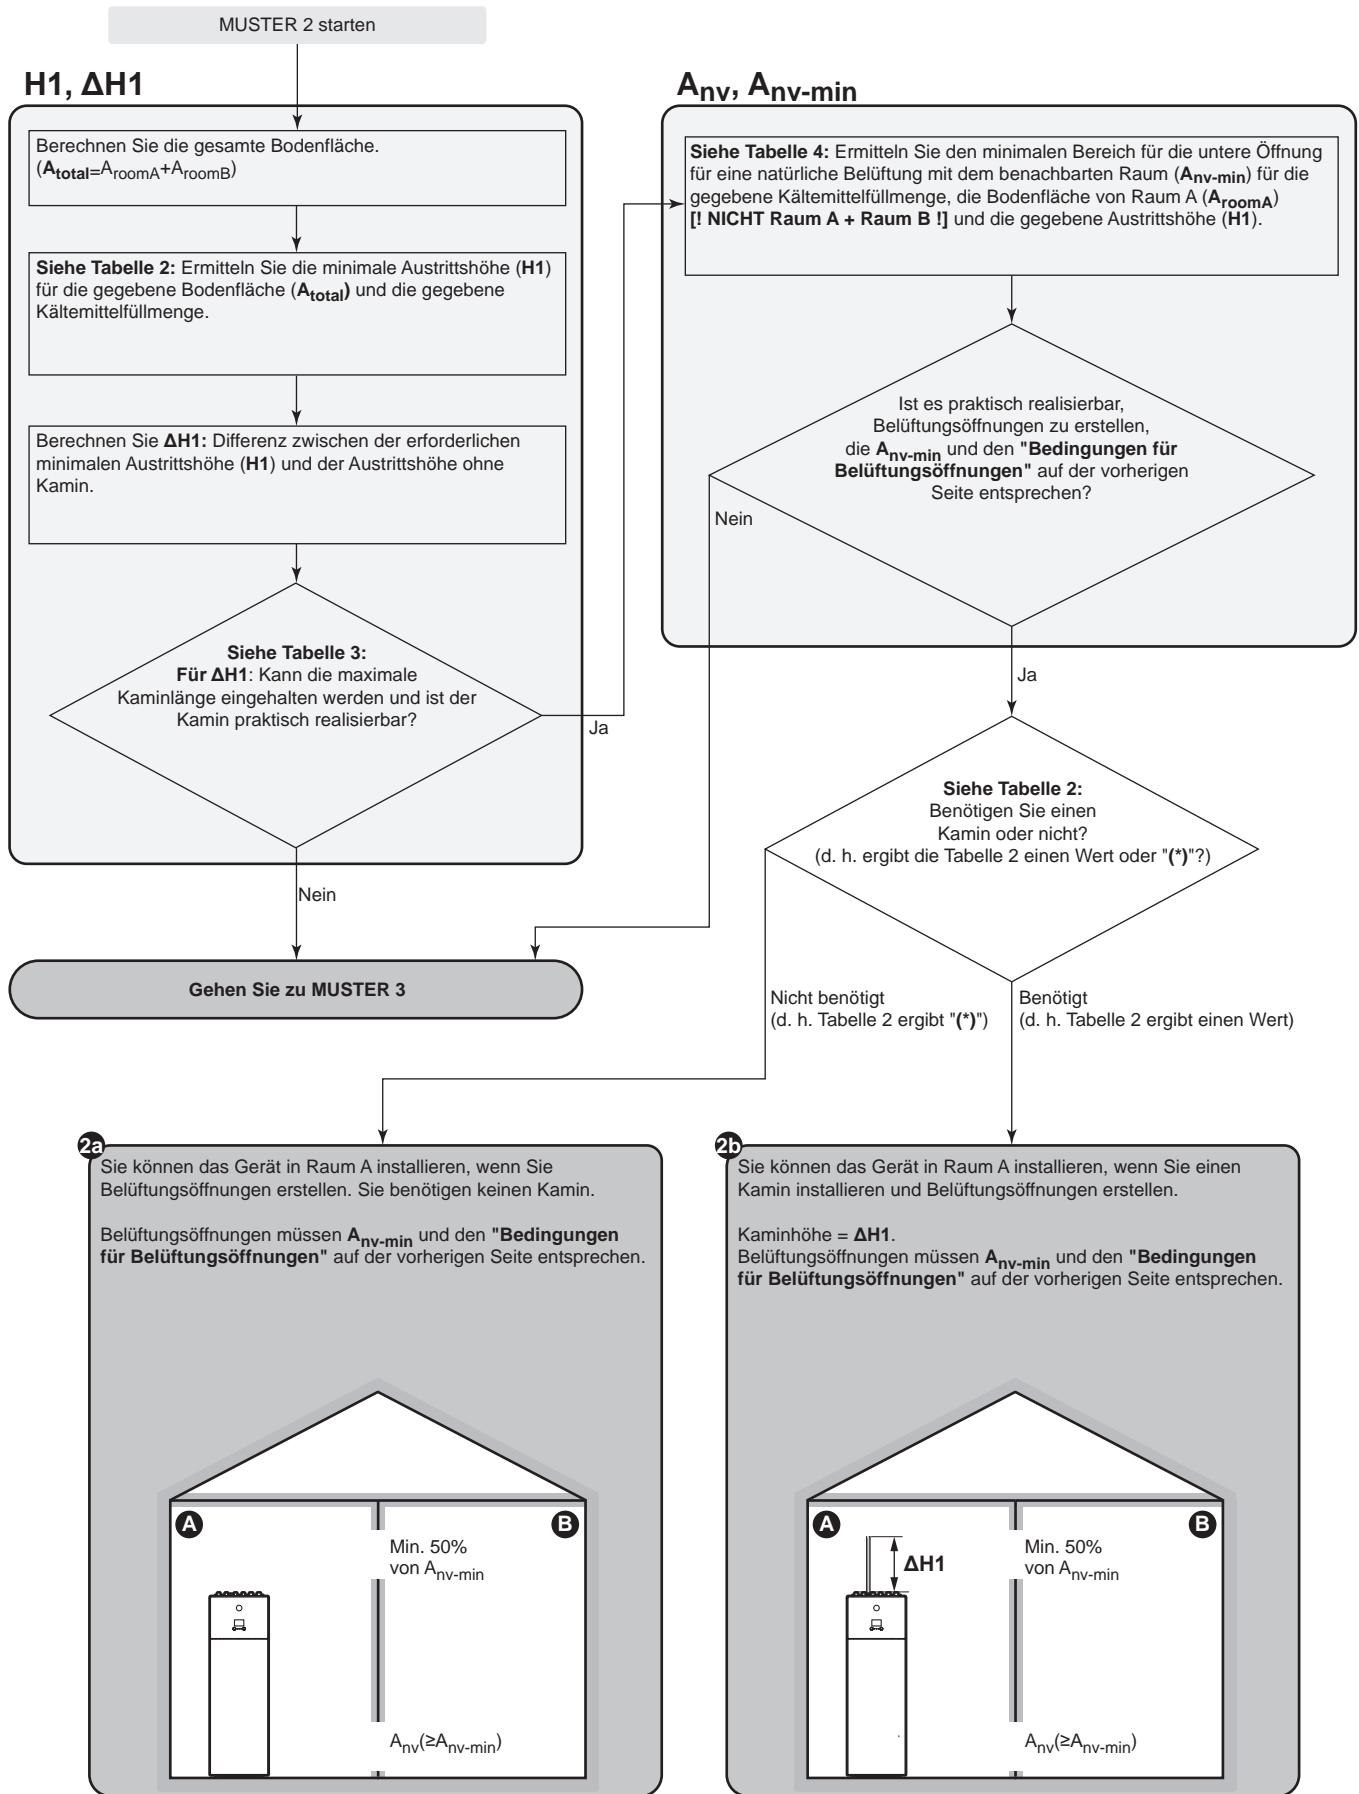 MUSTER 2 starten
H1, ΔH1
Berechnen Sie die gesamte Bodenfläche.
(Atotal=AroomA+AroomB)
Siehe Tabelle 2: Ermitteln Sie die minimale Austrittshöhe (H1)
für die gegebene Bodenfläche (Atotal) und die gegebene
Kältemittelfüllmenge.
Berechnen Sie ΔH1: Differenz zwischen der erforderlichen
minimalen Austrittshöhe (H1) und der Austrittshöhe ohne
Kamin.
Siehe Tabelle 3:
Für ΔH1: Kann die maximale
Kaminlänge eingehalten werden und ist der
Kamin praktisch realisierbar?
Ja
Nein
Gehen Sie zu MUSTER 3
Anv, Anv-min
Siehe Tabelle 4: Ermitteln Sie den minimalen Bereich für die untere Öffnung
für eine natürliche Belüftung mit dem benachbarten Raum (Anv-min) für die
gegebene Kältemittelfüllmenge, die Bodenfläche von Raum A (AroomA)
[! NICHT Raum A + Raum B !] und die gegebene Austrittshöhe (H1).
Ist es praktisch realisierbar,
Belüftungsöffnungen zu erstellen,
die Anv-min und den "Bedingungen für
Belüftungsöffnungen" auf der vorherigen
Seite entsprechen?
Nein
Ja
Siehe Tabelle 2:
Benötigen Sie einen
Kamin oder nicht?
(d. h. ergibt die Tabelle 2 einen Wert oder "(*)"?)
Nicht benötigt
(d. h. Tabelle 2 ergibt "(*)")
Benötigt
(d. h. Tabelle 2 ergibt einen Wert)
2a
Sie können das Gerät in Raum A installieren, wenn Sie
Belüftungsöffnungen erstellen. Sie benötigen keinen Kamin.
Belüftungsöffnungen müssen Anv-min und den "Bedingungen
für Belüftungsöffnungen" auf der vorherigen Seite entsprechen.
A
B
Min. 50%
von Anv-min
Anv(≥Anv-min)
2b
Sie können das Gerät in Raum A installieren, wenn Sie einen
Kamin installieren und Belüftungsöffnungen erstellen.
Kaminhöhe = ΔH1.
Belüftungsöffnungen müssen Anv-min und den "Bedingungen
für Belüftungsöffnungen" auf der vorherigen Seite entsprechen.
A
B
ΔH1
Min. 50%
von Anv-min
Anv(≥Anv-min)